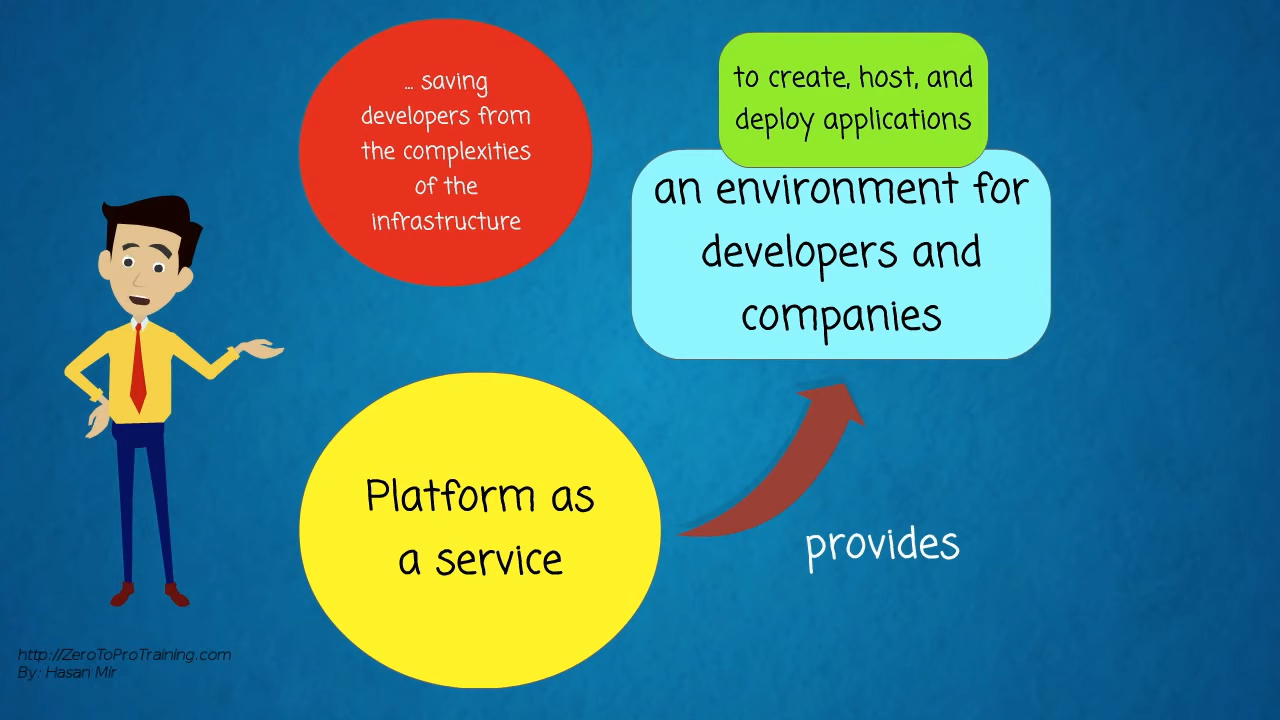 Platform as
a service
provides
an environment for
developers and
companies
to create, host, and
deploy applications
... saving
developers from
the complexities
of the
infrastructure
http://ZeroToProTraining.com
By: Hasan Mir